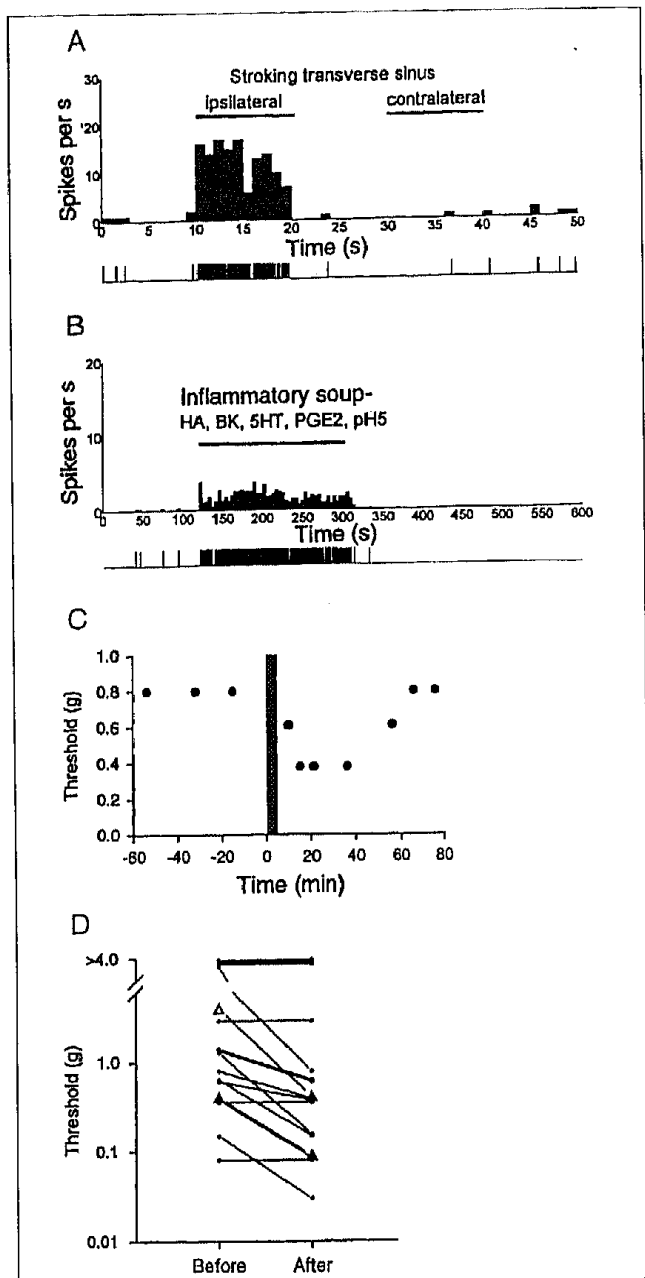 A
30
Stroking transverse sinus
ipsilateral
contralateral
20
10
0
Spikes per s
0 5 10 15 20 25 30 35 40 45 50
Time (s)
B
20
Inflammatory soup-
HA, BK, 5HT, PGE2, pH5
10
0
Spikes per s
0 50 100 150 200 250 300 350 400 450 500 550 600
Time (s)
C
1.0
0.8
0.6
0.4
0.2
0.0
Threshold (g)
-60 -40 -20 0 20 40 60 80
Time (min)
D
>4.0
1.0
0.1
0.01
Threshold (g)
Before After